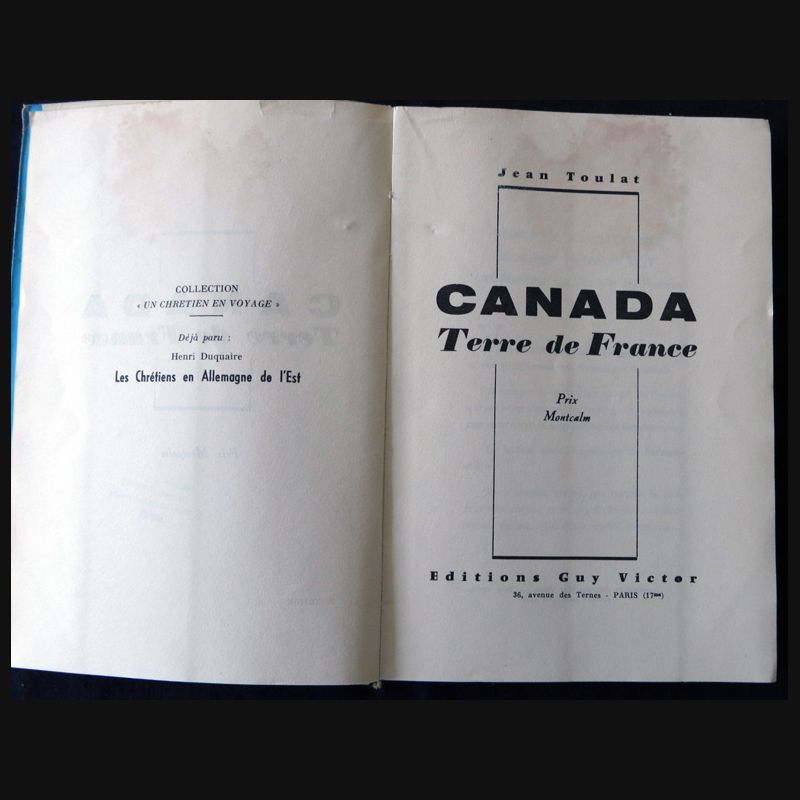 COLLECTION
« UN CHRETIEN EN VOYAGE »
Déjà paru :
Henri Duquaire
Les Chrétiens en Allemagne de l'Est
Jean Toulat
CANADA
Terre de France
Prix
Montcalm
Editions Guy Victor
36, avenue des Ternes - PARIS (17me)